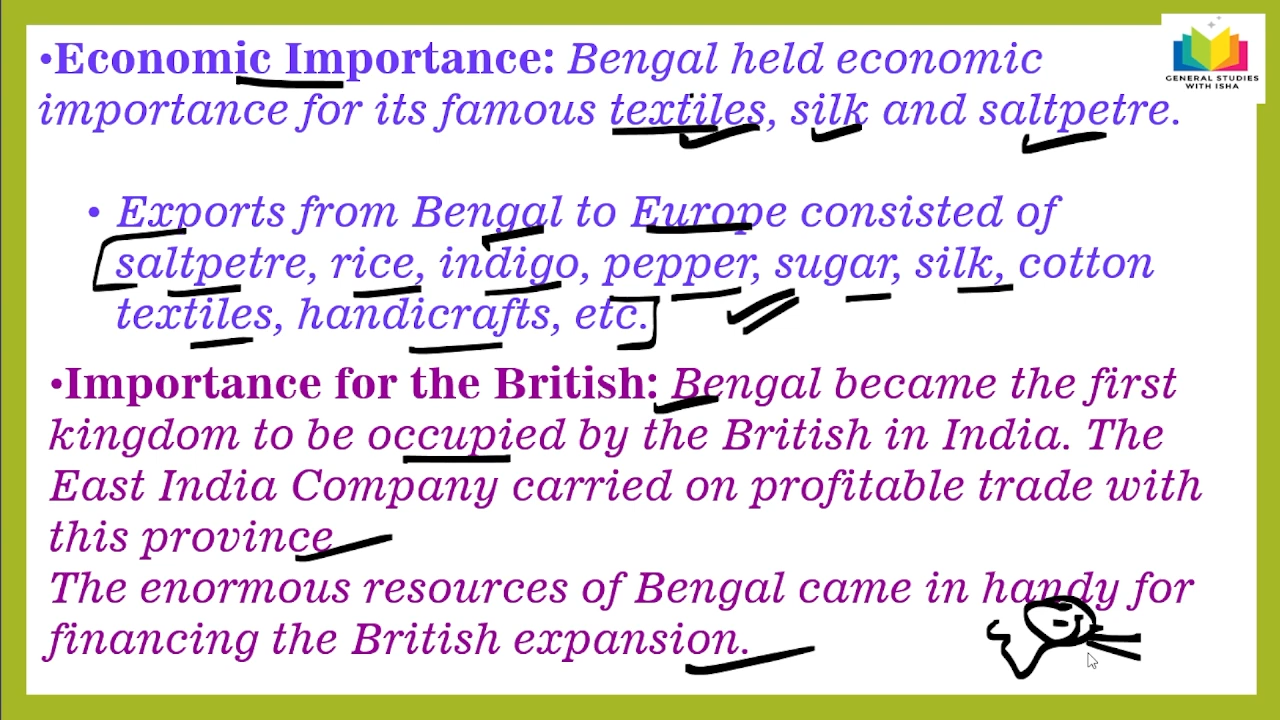 •Economic Importance: Bengal held economic
importance for its famous textiles, silk and saltpetre.
• Exports from Bengal to Europe consisted of
saltpetre, rice, indigo, pepper, sugar, silk, cotton
textiles, handicrafts, etc.
•Importance for the British: Bengal became the first
kingdom to be occupied by the British in India. The
East India Company carried on profitable trade with
this province
The enormous resources of Bengal came in handy for
financing the British expansion.
GENERAL STUDIES
WITH ISHA